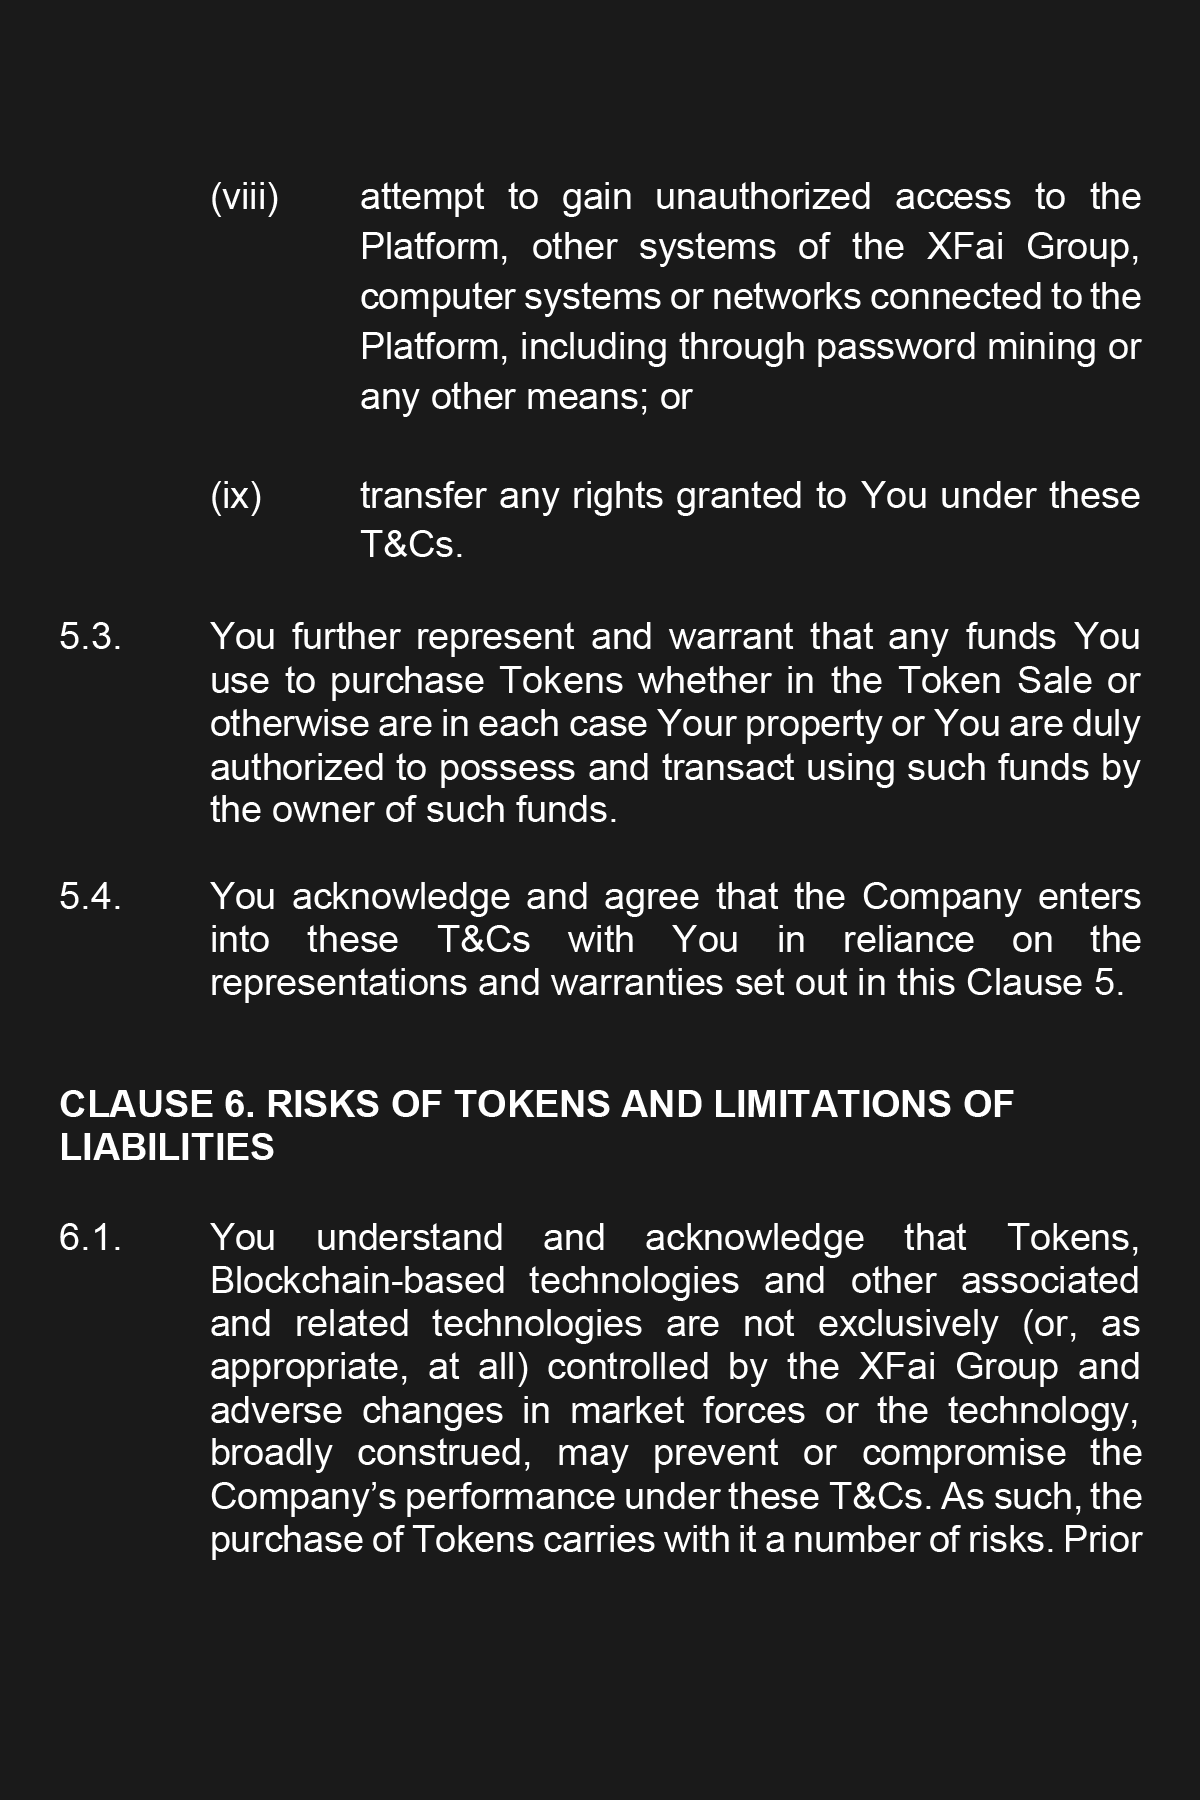 (viii) attempt to gain unauthorized access to the
Platform, other systems of the XFai Group,
computer systems or networks connected to the
Platform, including through password mining or
any other means; or
(ix) transfer any rights granted to You under these
T&Cs.
5.3. You further represent and warrant that any funds You
use to purchase Tokens whether in the Token Sale or
otherwise are in each case Your property or You are duly
authorized to possess and transact using such funds by
the owner of such funds.
5.4. You acknowledge and agree that the Company enters
into these T&Cs with You in reliance on the
representations and warranties set out in this Clause 5.
CLAUSE 6. RISKS OF TOKENS AND LIMITATIONS OF
LIABILITIES
6.1. You understand and acknowledge that Tokens,
Blockchain-based technologies and other associated
and related technologies are not exclusively (or, as
appropriate, at all) controlled by the XFai Group and
adverse changes in market forces or the technology,
broadly construed, may prevent or compromise the
Company’s performance under these T&Cs. As such, the
purchase of Tokens carries with it a number of risks. Prior